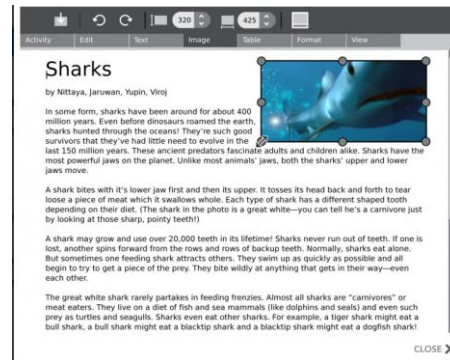 320 425
Activity Edit Text Image Table Format View
Sharks
by Nittaya, Jaruwan, Yupin, Viroj
In some form, sharks have been around for about 400
million years. Even before dinosaurs roamed the earth,
sharks hunted through the oceans! They're such good
survivors that they've had little need to evolve in the
last 150 million years. These ancient predators fascinate adults and children alike. Sharks have the
most powerful jaws on the planet. Unlike most animals' jaws, both the sharks' upper and lower
jaws move.
A shark bites with it's lower jaw first and then its upper. It tosses its head back and forth to tear
loose a piece of meat which it swallows whole. Each type of shark has a different shaped tooth
depending on their diet. (The shark in the photo is a great white—you can tell he's a carnivore just
by looking at those sharp, pointy teeth!)
A shark may grow and use over 20,000 teeth in its lifetime! Sharks never run out of teeth. If one is
lost, another spins forward from the rows and rows of backup teeth. Normally, sharks eat alone.
But sometimes one feeding shark attracts others. They swim up as quickly as possible and all
begin to try to get a piece of the prey. They bite wildly at anything that gets in their way—even
each other.
The great white shark rarely partakes in feeding frenzies. Almost all sharks are "carnivores" or
meat eaters. They live on a diet of fish and sea mammals (like dolphins and seals) and even such
prey as turtles and seagulls. Sharks even eat other sharks. For example, a tiger shark might eat a
bull shark, a bull shark might eat a blacktip shark and a blacktip shark might eat a dogfish shark!
CLOSE